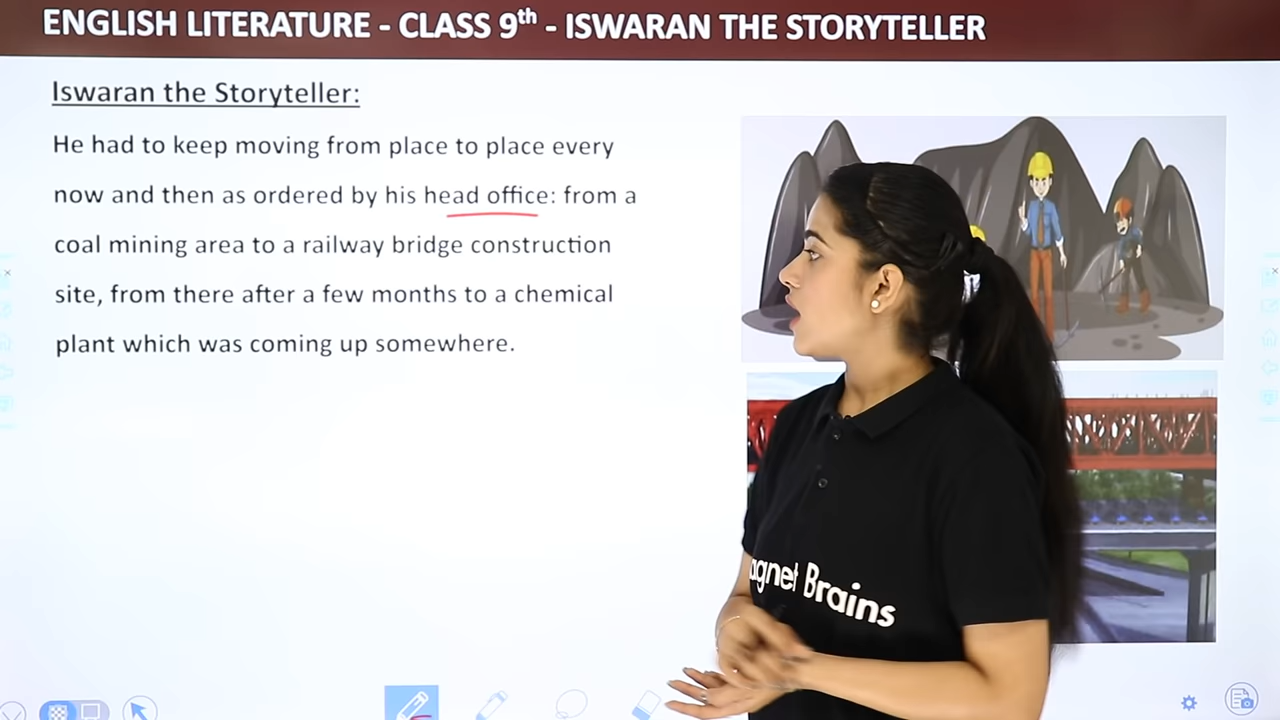 ENGLISH LITERATURE - CLASS 9th - ISWARAN THE STORYTELLER
Iswaran the Storyteller:
He had to keep moving from place to place every
now and then as ordered by his head office: from a
coal mining area to a railway bridge construction
site, from there after a few months to a chemical
plant which was coming up somewhere.
agnet Brains